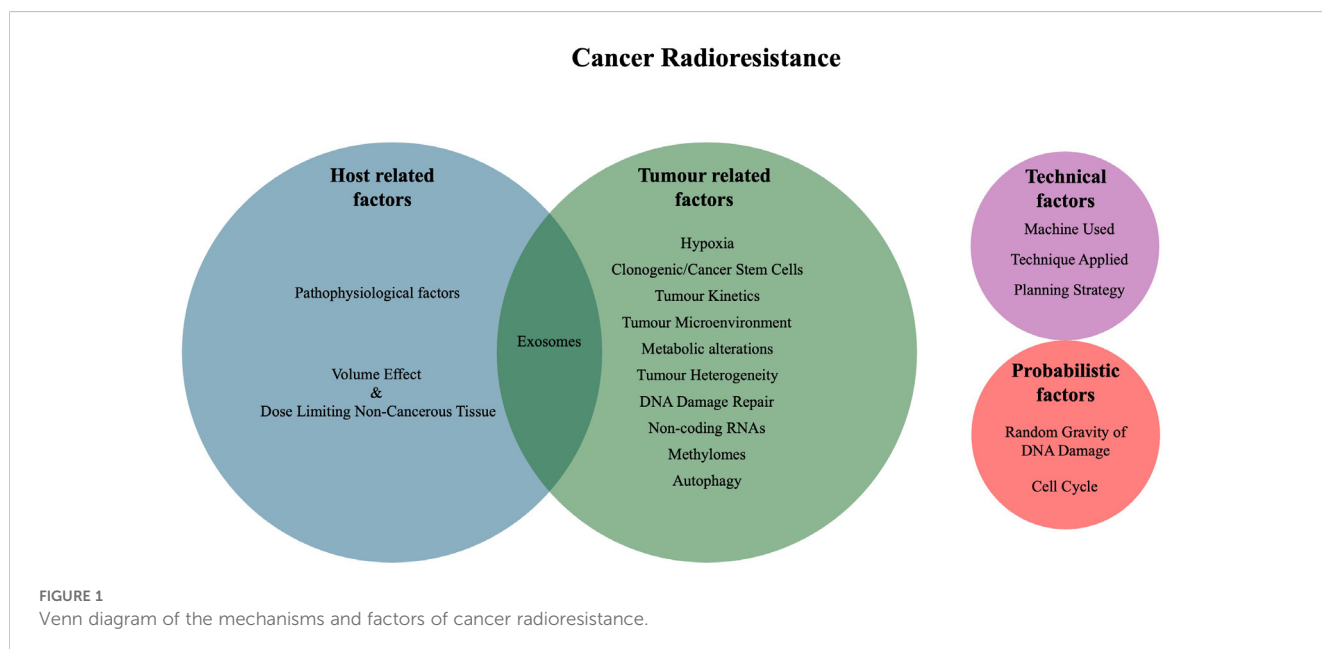 Cancer Radioresistance
Host related
factors
Pathophysiological factors
Volume Effect
&
Dose Limiting Non-Cancerous Tissue
Exosomes
Tumour related
factors
Hypoxia
Clonogenic/Cancer Stem Cells
Tumour Kinetics
Tumour Microenvironment
Metabolic alterations
Tumour Heterogeneity
DNA Damage Repair
Non-coding RNAs
Methylomes
Autophagy
Technical
factors
Machine Used
Technique Applied
Planning Strategy
Probabilistic
factors
Random Gravity of
DNA Damage
Cell Cycle
FIGURE 1
Venn diagram of the mechanisms and factors of cancer radioresistance.